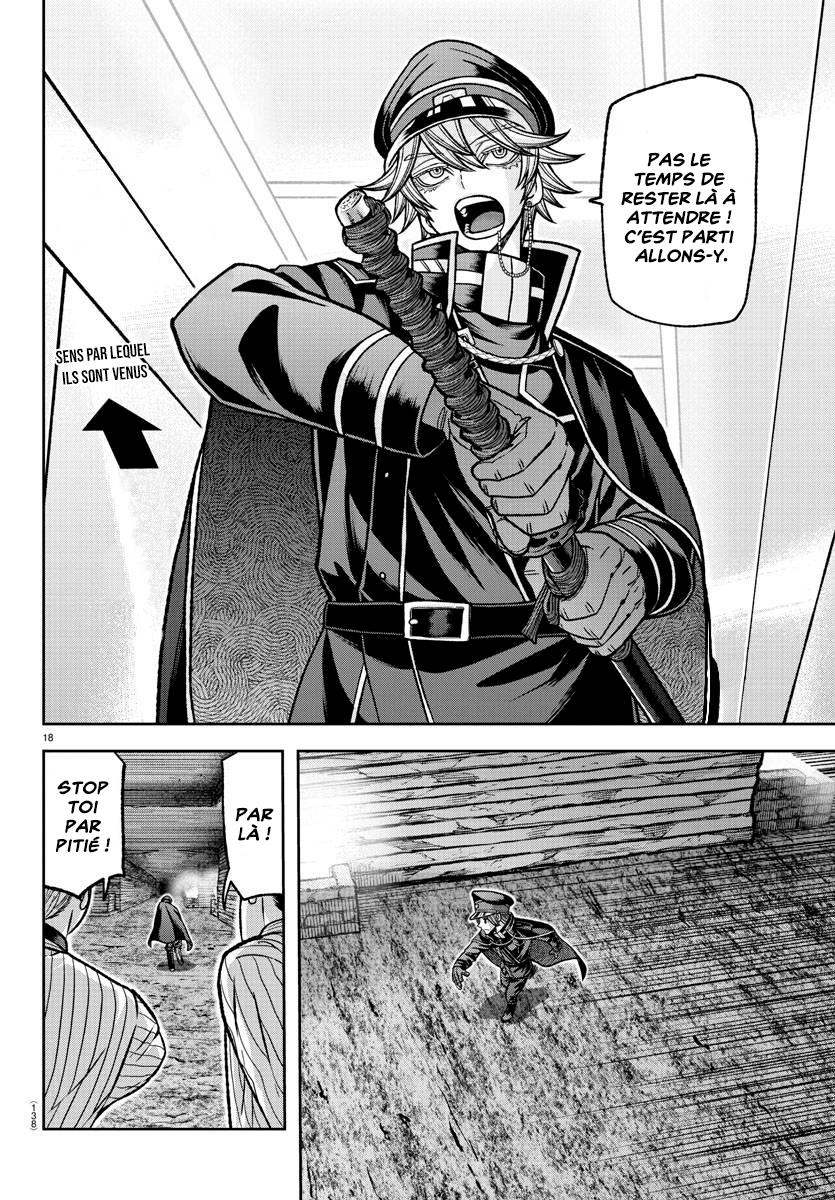 PAS LE
TEMPS DE
RESTER LÀ À
ATTENDRE !
C'EST PARTI
ALLONS-Y.
SENS PAR LEQUEL
ILS SONT VENUS
18
PAR
LÀ !
STOP
TOI
PAR
PITIÉ !
(138)